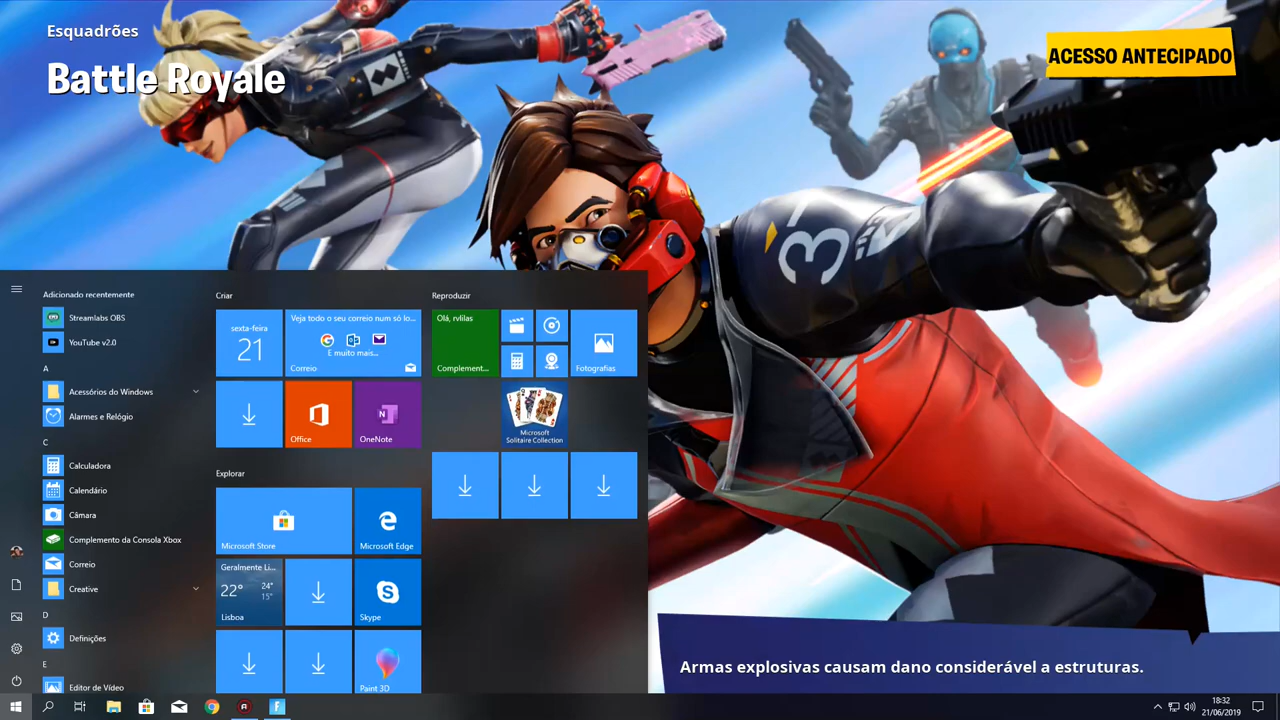 Esquadrões
Battle Royale
ACESSO ANTECIPADO
Adicionado recentemente
Streamlabs OBS
YouTube v2.0
A
Acessórios do Windows
Alarmes e Relógio
C
Calculadora
Calendário
Câmara
Complemento da Consola Xbox
Correio
Creative
D
Definições
E
Editor de Vídeo
Criar
sexta-feira
21
Veja todo o seu correio num só lo...
E muito mais...
Correio
Office
OneNote
Explorar
Microsoft Store
Microsoft Edge
Geralmente Li...
22°
24°
15°
Lisboa
Skype
Paint 3D
Reproduzir
Olá, rvlilas
Complement...
Fotografias
Microsoft
Solitaire Collection
Armas explosivas causam dano considerável a estruturas.
18:32
21/06/2019